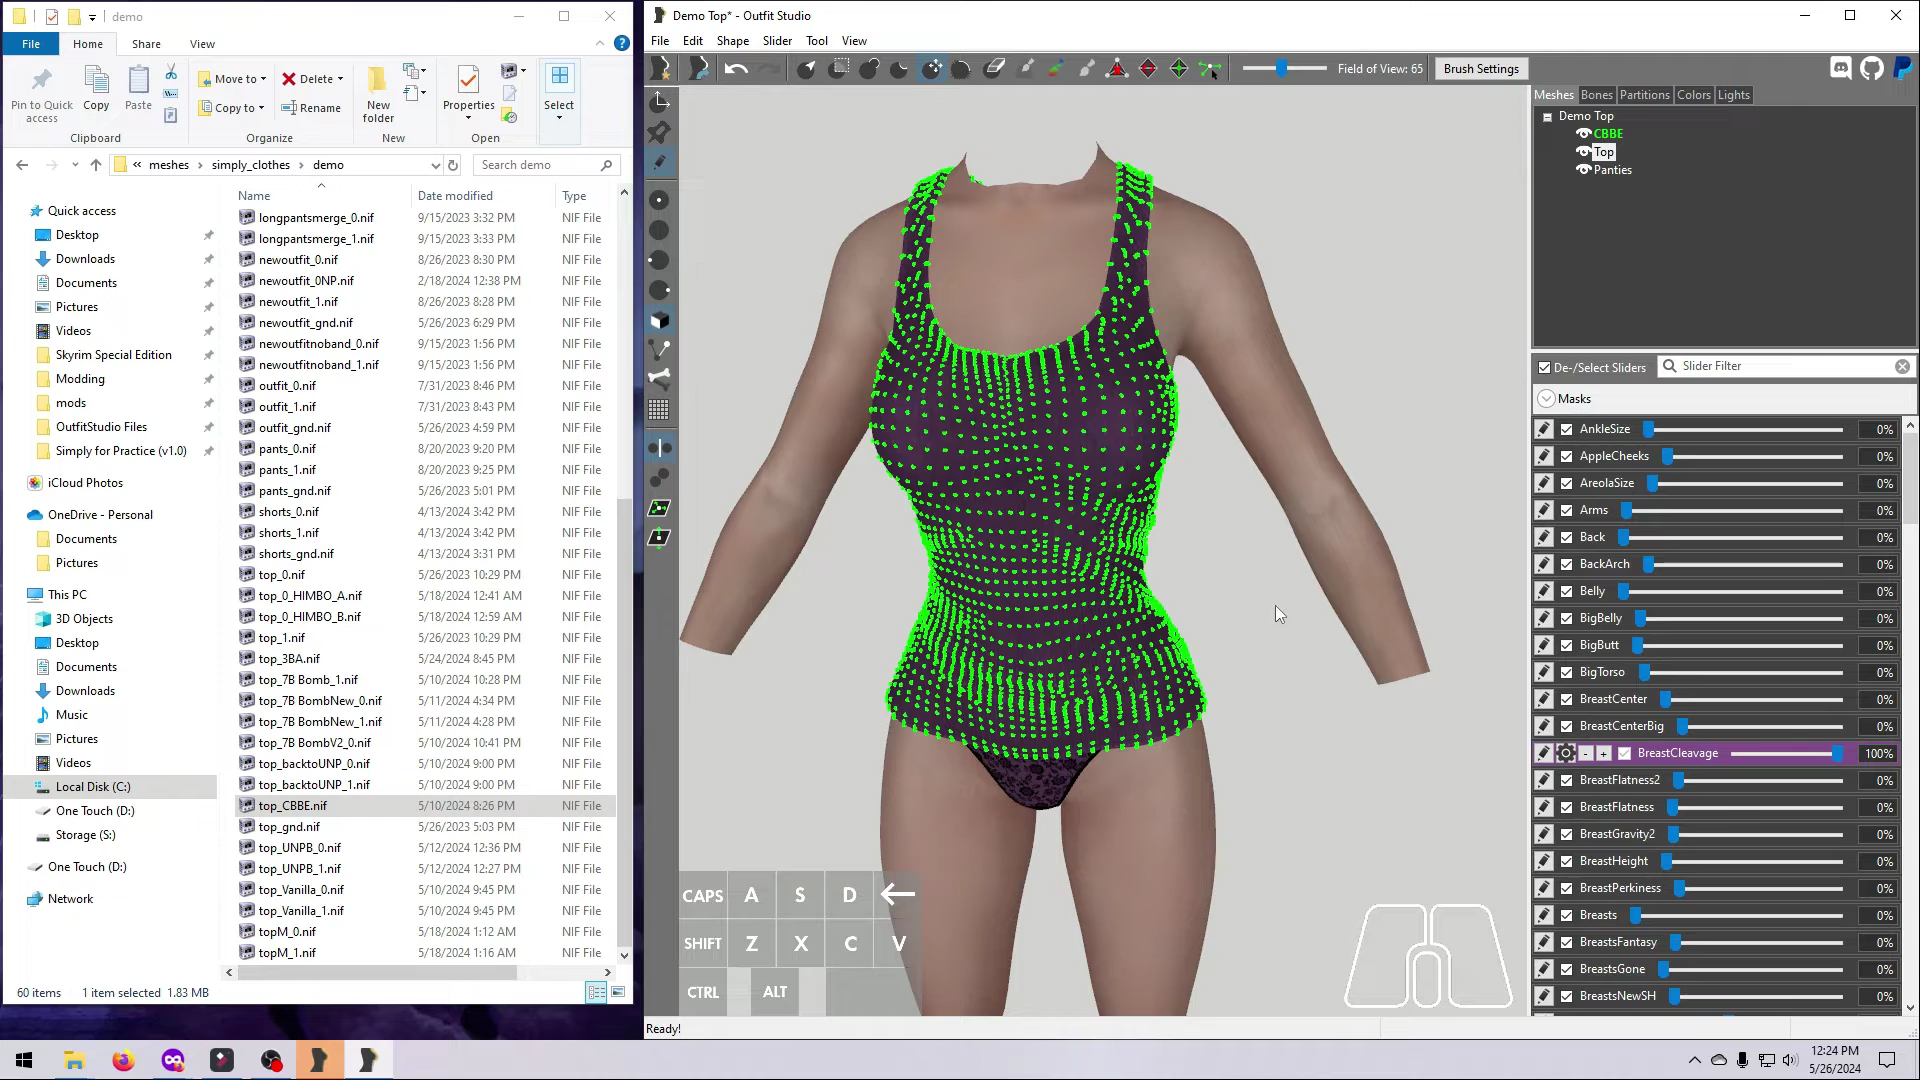 demo
File
Home
Share
View
Pin to Quick access
Copy
Paste
Clipboard
Move to
Copy to
Delete
Rename
Organize
New folder
New
Properties
Open
Select
« meshes > simply_clothes > demo
Search demo
Name Date modified Type
Quick access
Desktop
Downloads
Documents
Pictures
Videos
Skyrim Special Edition
Modding
mods
OutfitStudio Files
Simply for Practice (v1.0)
iCloud Photos
OneDrive - Personal
Documents
Pictures
This PC
3D Objects
Desktop
Documents
Downloads
Music
Pictures
Videos
Local Disk (C:)
One Touch (D:)
Storage (S:)
One Touch (D:)
Network
longpantsmerge_0.nif 9/15/2023 3:32 PM NIF File
longpantsmerge_1.nif 9/15/2023 3:33 PM NIF File
newoutfit_0.nif 8/26/2023 8:30 PM NIF File
newoutfit_0NP.nif 2/18/2024 12:38 PM NIF File
newoutfit_1.nif 8/26/2023 8:28 PM NIF File
newoutfit_gnd.nif 5/26/2023 6:29 PM NIF File
newoutfitnoband_0.nif 9/15/2023 1:56 PM NIF File
newoutfitnoband_1.nif 9/15/2023 1:56 PM NIF File
outfit_0.nif 7/31/2023 8:46 PM NIF File
outfit_1.nif 7/31/2023 8:43 PM NIF File
outfit_gnd.nif 5/26/2023 4:59 PM NIF File
pants_0.nif 8/20/2023 9:20 PM NIF File
pants_1.nif 8/20/2023 9:25 PM NIF File
pants_gnd.nif 5/26/2023 5:01 PM NIF File
shorts_0.nif 4/13/2024 3:42 PM NIF File
shorts_1.nif 4/13/2024 3:42 PM NIF File
shorts_gnd.nif 4/13/2024 3:31 PM NIF File
top_0.nif 5/26/2023 10:29 PM NIF File
top_0_HIMBO_A.nif 5/18/2024 12:41 AM NIF File
top_0_HIMBO_B.nif 5/18/2024 12:59 AM NIF File
top_1.nif 5/26/2023 10:29 PM NIF File
top_3BA.nif 5/24/2024 8:45 PM NIF File
top_7B Bomb_1.nif 5/10/2024 10:28 PM NIF File
top_7B BombNew_0.nif 5/11/2024 4:34 PM NIF File
top_7B BombNew_1.nif 5/11/2024 4:28 PM NIF File
top_7B BombV2_0.nif 5/10/2024 10:41 PM NIF File
top_backtoUNP_0.nif 5/10/2024 9:00 PM NIF File
top_backtoUNP_1.nif 5/10/2024 9:00 PM NIF File
top_CBBE.nif 5/10/2024 8:26 PM NIF File
top_gnd.nif 5/26/2023 5:03 PM NIF File
top_UNPB_0.nif 5/12/2024 12:36 PM NIF File
top_UNPB_1.nif 5/12/2024 12:27 PM NIF File
top_Vanilla_0.nif 5/10/2024 9:45 PM NIF File
top_Vanilla_1.nif 5/10/2024 9:45 PM NIF File
topM_0.nif 5/18/2024 1:12 AM NIF File
topM_1.nif 5/18/2024 1:16 AM NIF File
60 items 1 item selected 1.83 MB
Demo Top* - Outfit Studio
File Edit Shape Slider Tool View
Field of View: 65
Brush Settings
Meshes Bones Partitions Colors Lights
Demo Top
CBBE
Top
Panties
De-/Select Sliders
Slider Filter
Masks
AnkleSize 0%
AppleCheeks 0%
AreolaSize 0%
Arms 0%
Back 0%
BackArch 0%
Belly 0%
BigBelly 0%
BigButt 0%
BigTorso 0%
BreastCenter 0%
BreastCenterBig 0%
- + BreastCleavage 100%
BreastFlatness2 0%
BreastFlatness 0%
BreastGravity2 0%
BreastHeight 0%
BreastPerkiness 0%
Breasts 0%
BreastsFantasy 0%
BreastsGone 0%
BreastsNewSH 0%
CAPS A S D ←
SHIFT Z X C V
CTRL ALT
Ready!
12:24 PM
5/26/2024